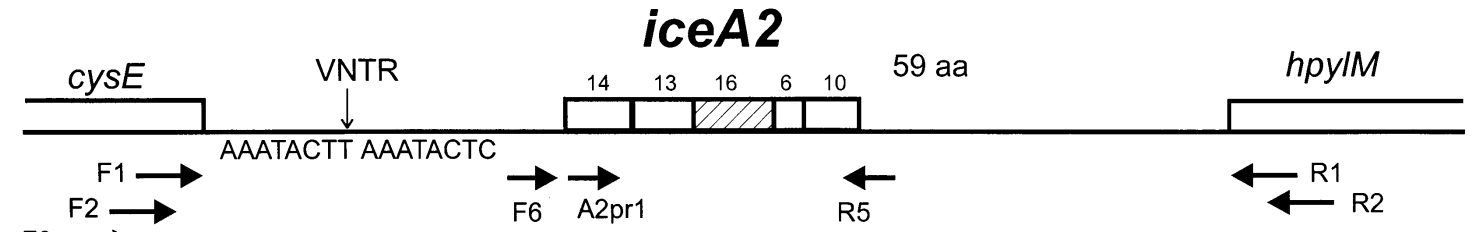 iceA2
cysE
VNTR
14 13 16 6 10
59 aa
hpyIM
AAATACTT AAATACTC
F1
R1
F2
F6
A2pr1
R5
R2